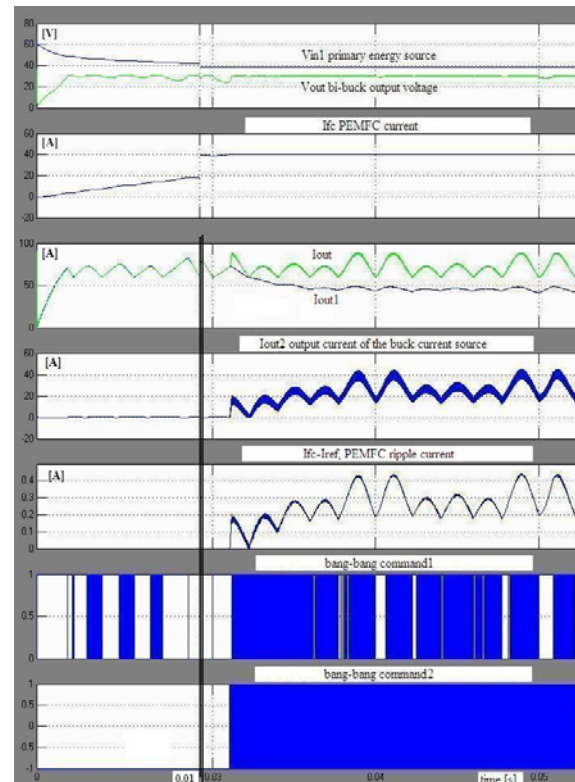 80
[V]
60
Vin1 primary energy source
40
20
Vout bi-buck output voltage
0
60
[A]
Ifc PEMFC current
40
20
0
-20
100
[A]
Iout
50
Iout1
0
Iout2 output current of the buck current source
60
[A]
40
20
0
-20
Ifc-Iref, PEMFC ripple current
[A]
0.4
0.3
0.2
0.1
0
bang-bang command1
1
0.5
0
bang-bang command2
1
0.5
0
-0.5
-1
0
0.01
0.03
0.04
time [s]
0.05